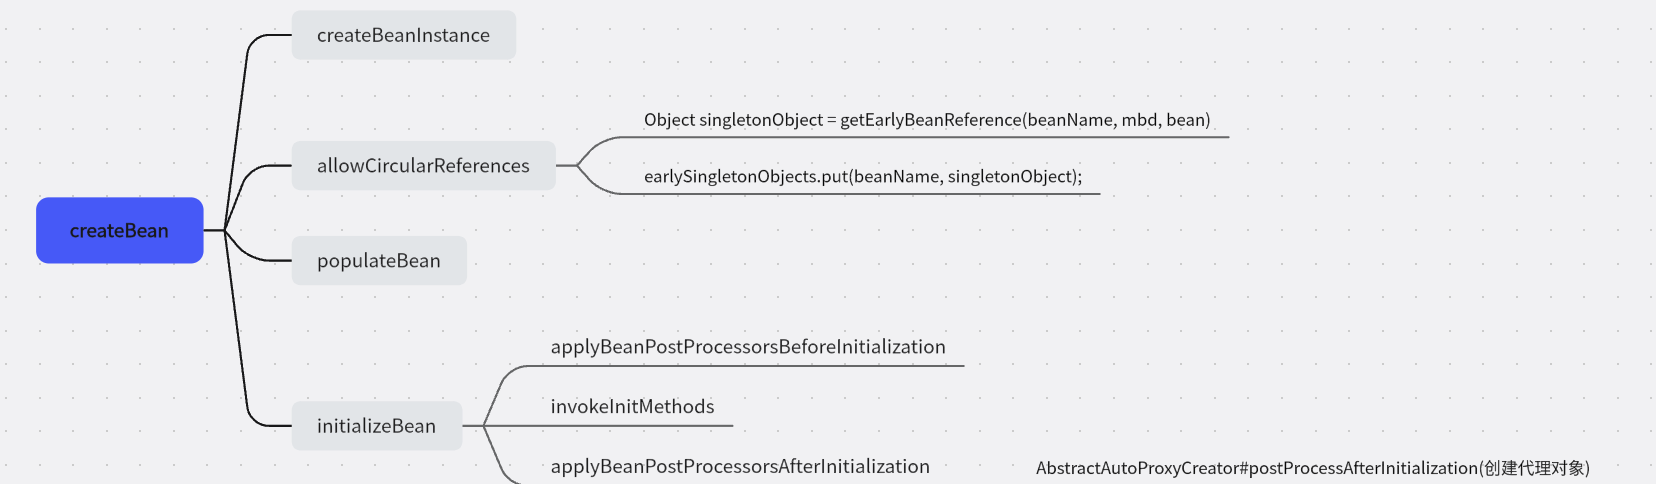 createBean
createBeanInstance
allowCircularReferences
Object singletonObject = getEarlyBeanReference(beanName, mbd, bean)
earlySingletonObjects.put(beanName, singletonObject);
populateBean
initializeBean
applyBeanPostProcessorsBeforeInitialization
invokeInitMethods
applyBeanPostProcessorsAfterInitialization
AbstractAutoProxyCreator#postProcessAfterInitialization(创建代理对象)